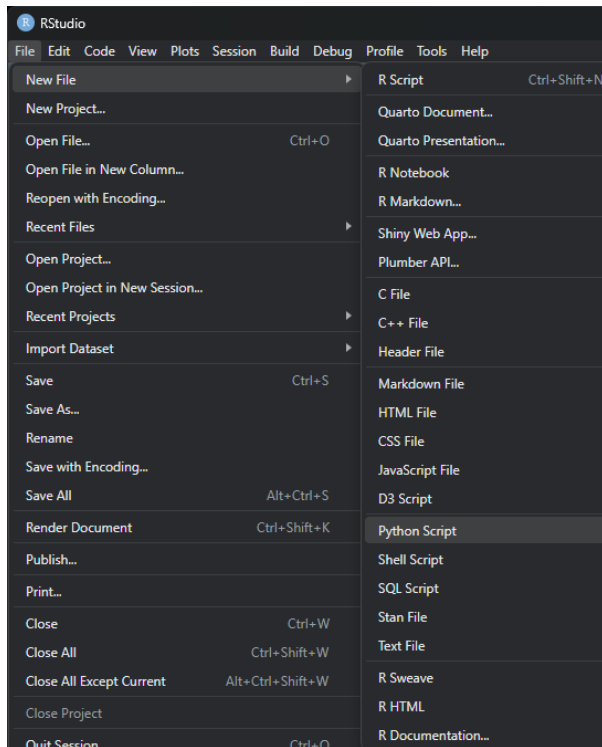 R RStudio
File Edit Code View Plots Session Build Debug Profile Tools Help
New File
New Project...
Open File... Ctrl+O
Open File in New Column...
Reopen with Encoding...
Recent Files
Open Project...
Open Project in New Session...
Recent Projects
Import Dataset
Save Ctrl+S
Save As...
Rename
Save with Encoding...
Save All Alt+Ctrl+S
Render Document Ctrl+Shift+K
Publish...
Print...
Close Ctrl+W
Close All Ctrl+Shift+W
Close All Except Current Alt+Ctrl+Shift+W
Close Project
Quit Session... Ctrl+Q
R Script Ctrl+Shift+N
Quarto Document...
Quarto Presentation...
R Notebook
R Markdown...
Shiny Web App...
Plumber API...
C File
C++ File
Header File
Markdown File
HTML File
CSS File
JavaScript File
D3 Script
Python Script
Shell Script
SQL Script
Stan File
Text File
R Sweave
R HTML
R Documentation...